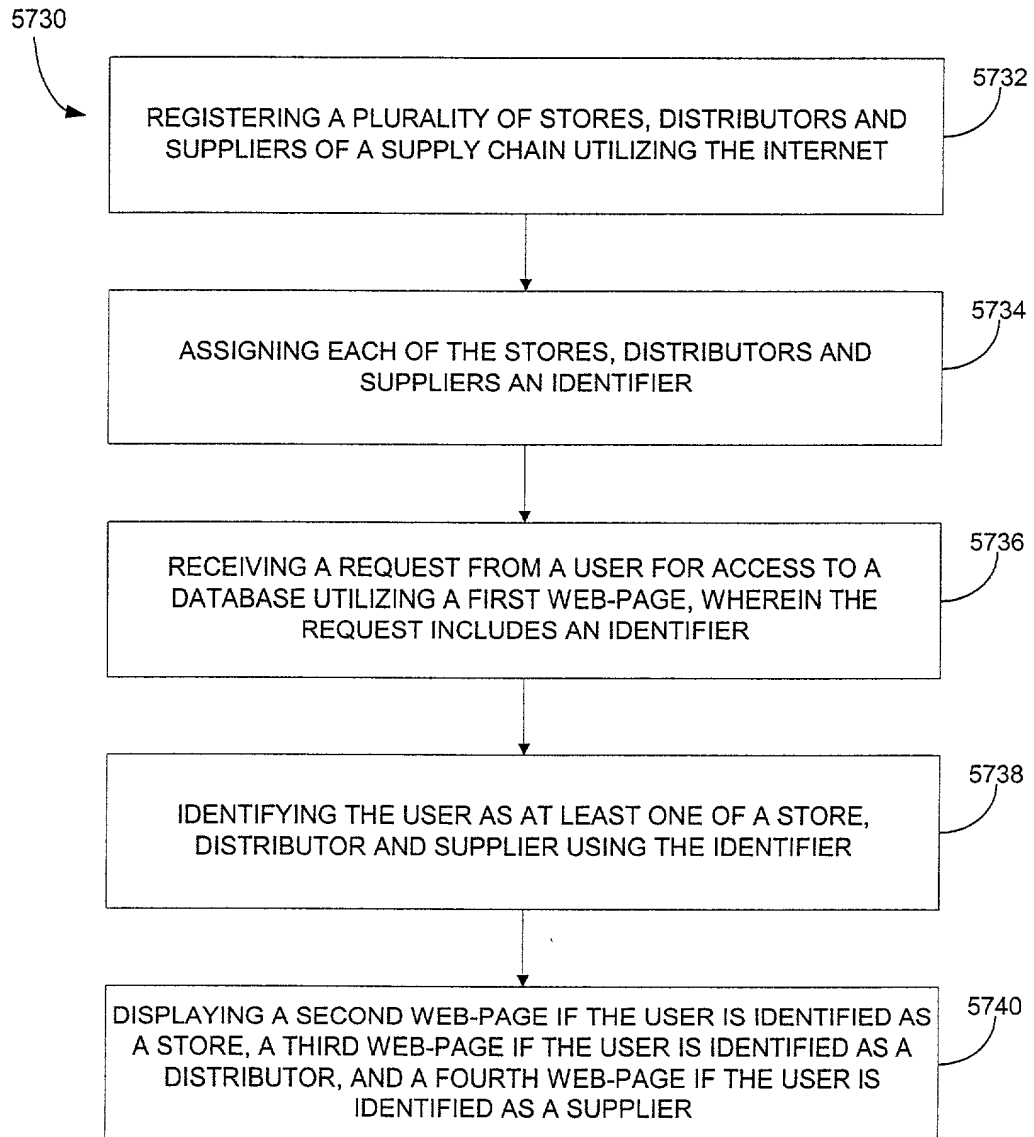 5730
5732
REGISTERING A PLURALITY OF STORES, DISTRIBUTORS AND
SUPPLIERS OF A SUPPLY CHAIN UTILIZING THE INTERNET
5734
ASSIGNING EACH OF THE STORES, DISTRIBUTORS AND
SUPPLIERS AN IDENTIFIER
5736
RECEIVING A REQUEST FROM A USER FOR ACCESS TO A
DATABASE UTILIZING A FIRST WEB-PAGE, WHEREIN THE
REQUEST INCLUDES AN IDENTIFIER
5738
IDENTIFYING THE USER AS AT LEAST ONE OF A STORE,
DISTRIBUTOR AND SUPPLIER USING THE IDENTIFIER
5740
DISPLAYING A SECOND WEB-PAGE IF THE USER IS IDENTIFIED AS
A STORE, A THIRD WEB-PAGE IF THE USER IS IDENTIFIED AS A
DISTRIBUTOR, AND A FOURTH WEB-PAGE IF THE USER IS
IDENTIFIED AS A SUPPLIER